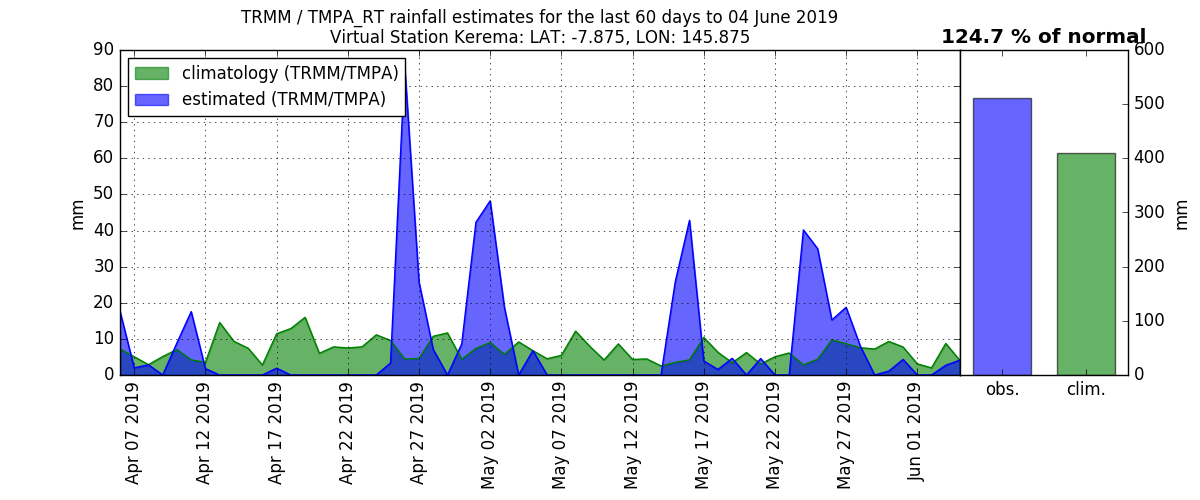 TRMM / TMPA_RT rainfall estimates for the last 60 days to 04 June 2019
Virtual Station Kerema: LAT: -7.875, LON: 145.875
124.7 % of normal
climatology (TRMM/TMPA)
estimated (TRMM/TMPA)
90
80
70
60
50
40
30
20
10
0
mm
Apr 07 2019
Apr 12 2019
Apr 17 2019
Apr 22 2019
Apr 27 2019
May 02 2019
May 07 2019
May 12 2019
May 17 2019
May 22 2019
May 27 2019
Jun 01 2019
600
500
400
300
200
100
0
mm
obs.
clim.